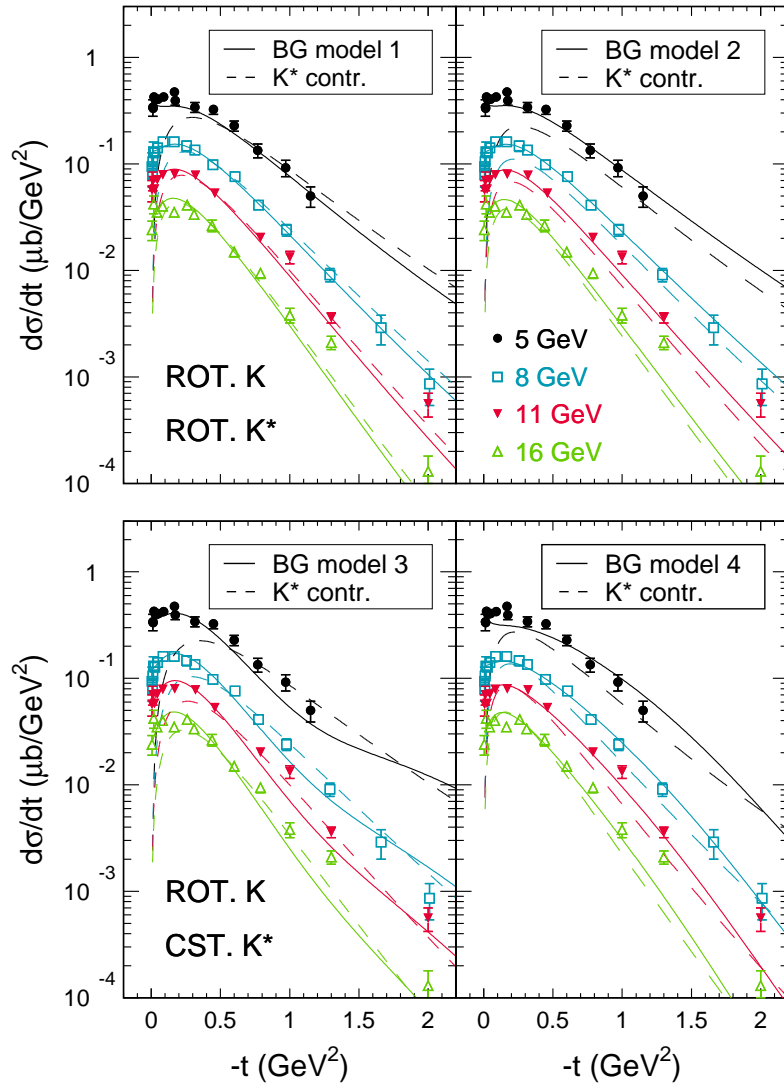 BG model 1
K* contr.
BG model 2
K* contr.
1
10 -1
10 -2
10 -3
10 -4
dσ/dt (μb/GeV2)
ROT. K
ROT. K*
5 GeV
8 GeV
11 GeV
16 GeV
BG model 3
K* contr.
BG model 4
K* contr.
1
10 -1
10 -2
10 -3
10 -4
dσ/dt (μb/GeV2)
ROT. K
CST. K*
0 0.5 1 1.5 2
0 0.5 1 1.5 2
-t (GeV2)
-t (GeV2)